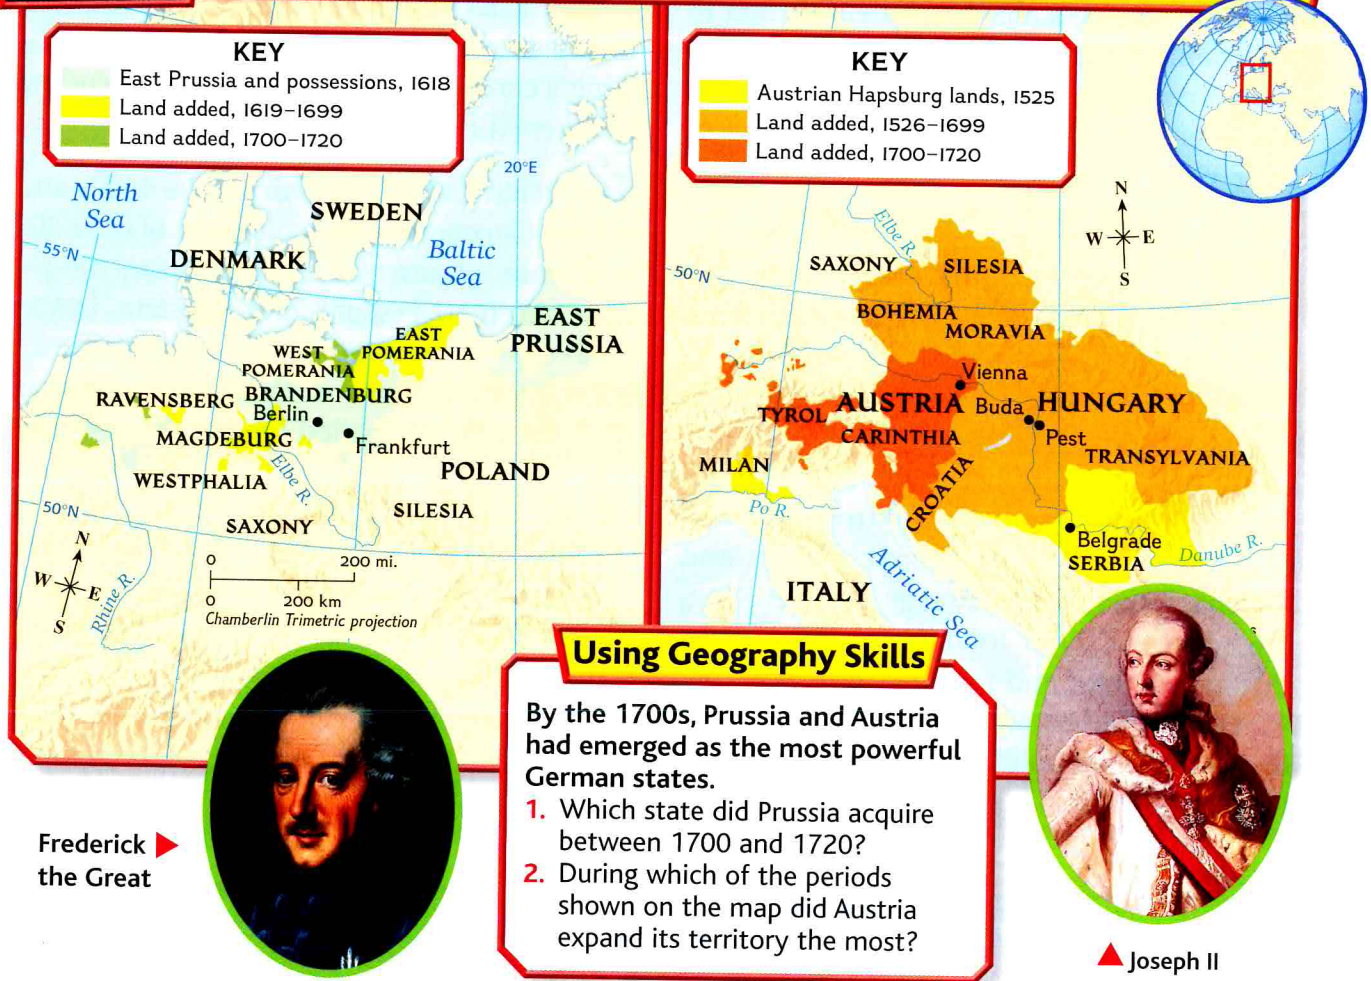 KEY
East Prussia and possessions, 1618
Land added, 1619–1699
Land added, 1700–1720
North
Sea
20°E
SWEDEN
55°N
DENMARK
Baltic
Sea
EAST
PRUSSIA
EAST
POMERANIA
WEST
POMERANIA
BRANDENBURG
RAVENSBERG
Berlin
MAGDEBURG
Frankfurt
Elbe R.
POLAND
WESTPHALIA
SILESIA
50°N
SAXONY
N
W
E
S
Rhine R.
0
200 mi.
0
200 km
Chamberlin Trimetric projection
KEY
Austrian Hapsburg lands, 1525
Land added, 1526–1699
Land added, 1700–1720
N
W
E
S
Elbe R.
50°N
SAXONY
SILESIA
BOHEMIA
MORAVIA
Vienna
TYROL
AUSTRIA
Buda
HUNGARY
CARINTHIA
Pest
MILAN
TRANSYLVANIA
CROATIA
Po R.
Belgrade
SERBIA
Danube R.
Adriatic Sea
ITALY
Using Geography Skills
By the 1700s, Prussia and Austria
had emerged as the most powerful
German states.
1. Which state did Prussia acquire
between 1700 and 1720?
2. During which of the periods
shown on the map did Austria
expand its territory the most?
Frederick
the Great
Joseph II